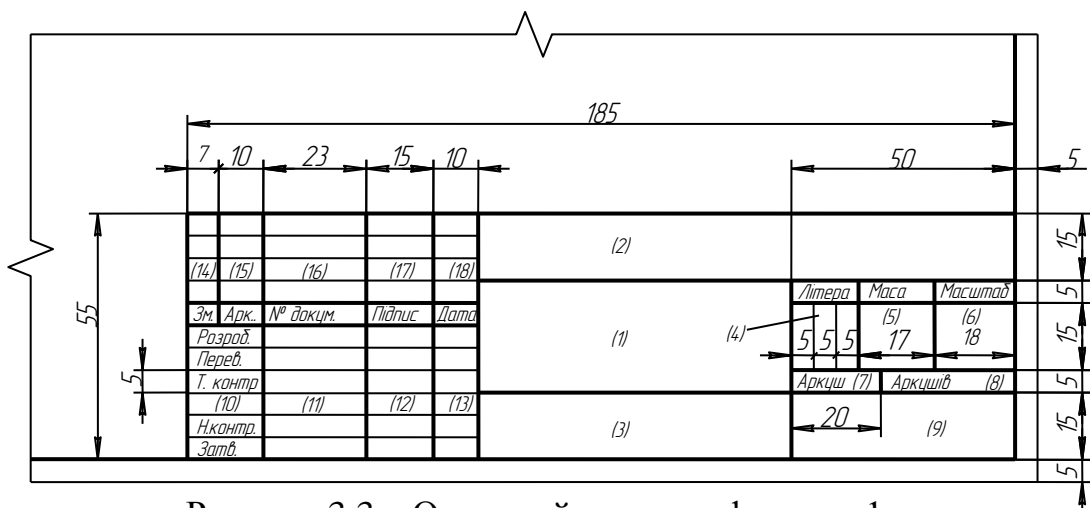 185
7 10 23 15 10 50 5
(2) 15
(14) (15) (16) (17) (18)
Літера Маса Масштаб 5
Зм. Арк.. № докум. Підпис Дата
55 (1) (4) 5 5 5 (5) 17 (6) 18 15
Розроб.
Перев.
5 Т. контр Аркуш (7) Аркушів (8) 5
(10) (11) (12) (13)
20
Н.контр. (3) (9) 15
Затв.
5